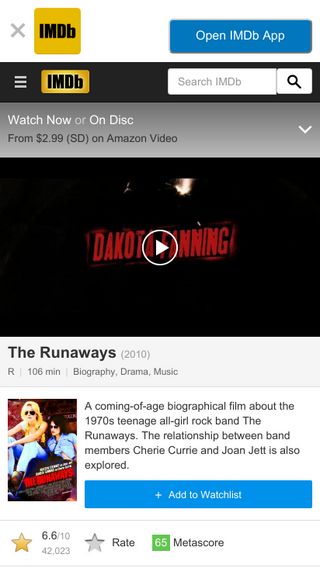 IMDb
Open IMDb App
IMDb
Search IMDb
Watch Now or On Disc
From $2.99 (SD) on Amazon Video
DAKOTA FANNING
The Runaways (2010)
R | 106 min | Biography, Drama, Music
A coming-of-age biographical film about the
1970s teenage all-girl rock band The
Runaways. The relationship between band
members Cherie Currie and Joan Jett is also
explored.
THE RUNAWAYS
+ Add to Watchlist
6.6/10
42,023
Rate
65 Metascore